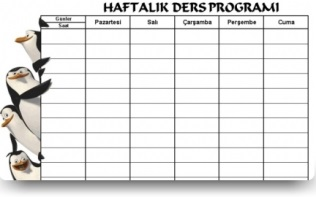 HAFTALIK DERS PROGRAMI
Günler
Saat
Pazartesi
Salı
Çarşamba
Perşembe
Cuma